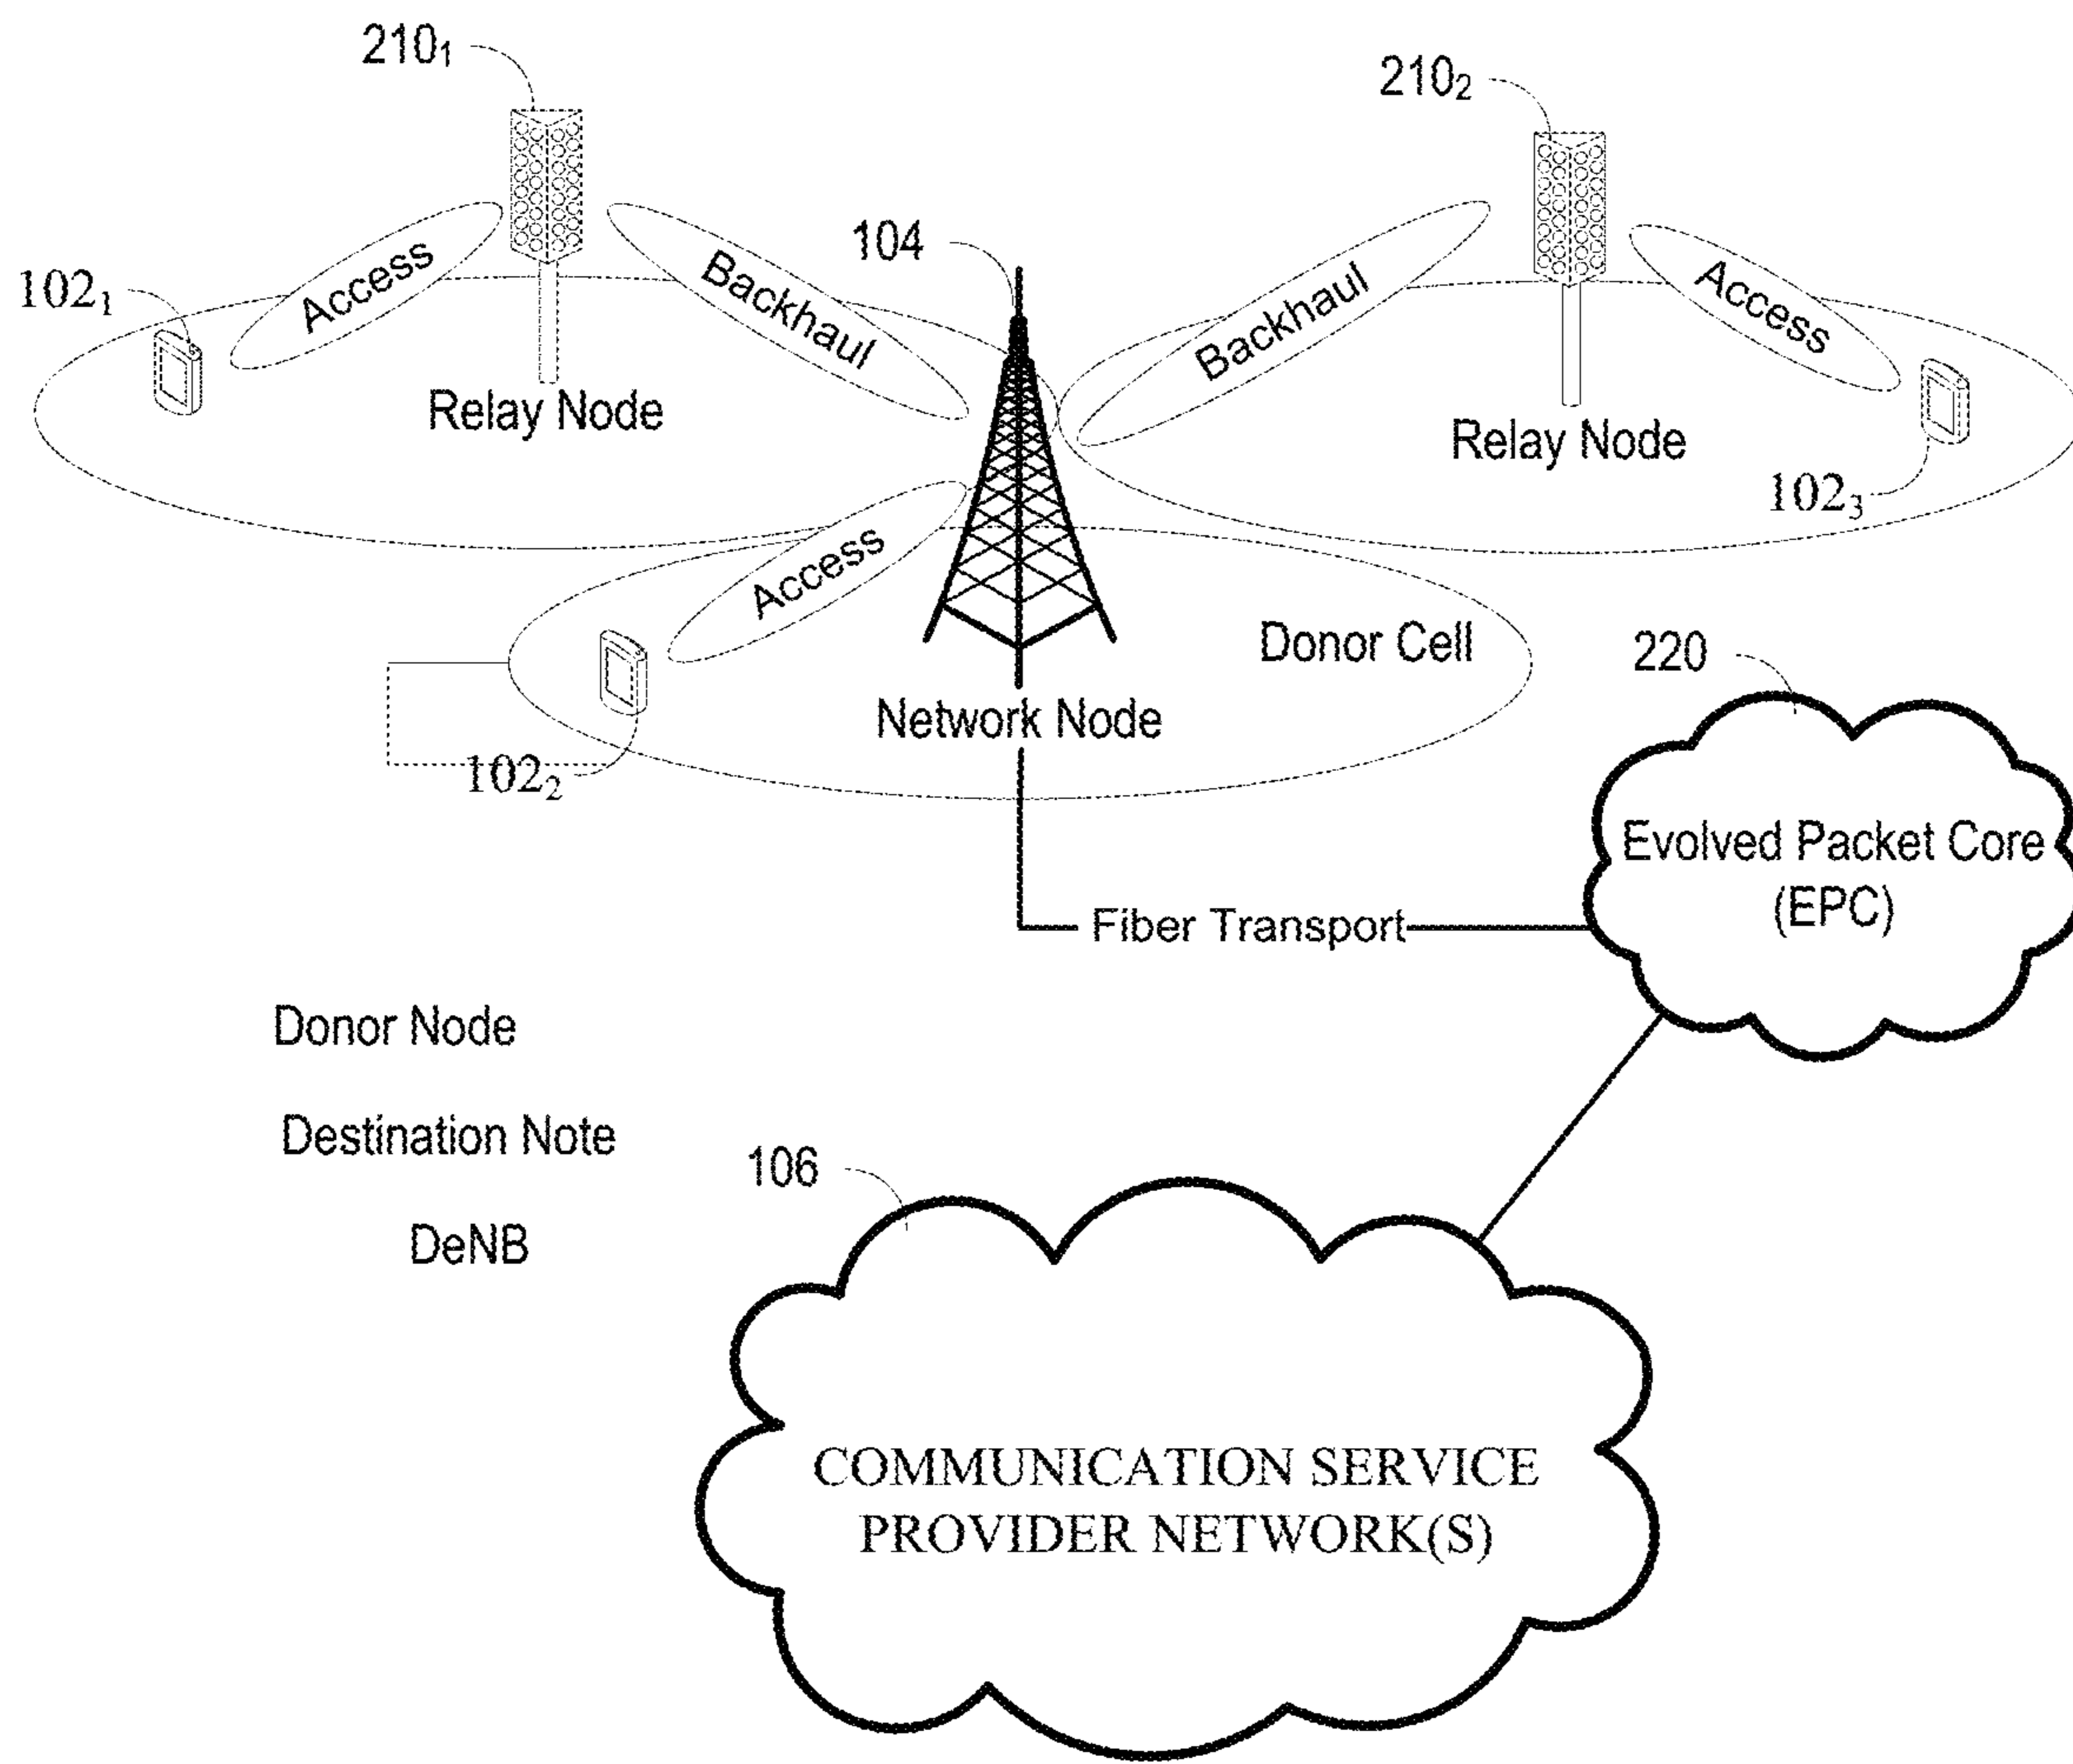 210₁
210₂
104
Access
Backhaul
Backhaul
Access
102₁
Relay Node
Relay Node
102₃
Access
Donor Cell
220
Network Node
102₂
Evolved Packet Core
(EPC)
Fiber Transport
Donor Node
Destination Note
106
DeNB
COMMUNICATION SERVICE
PROVIDER NETWORK(S)